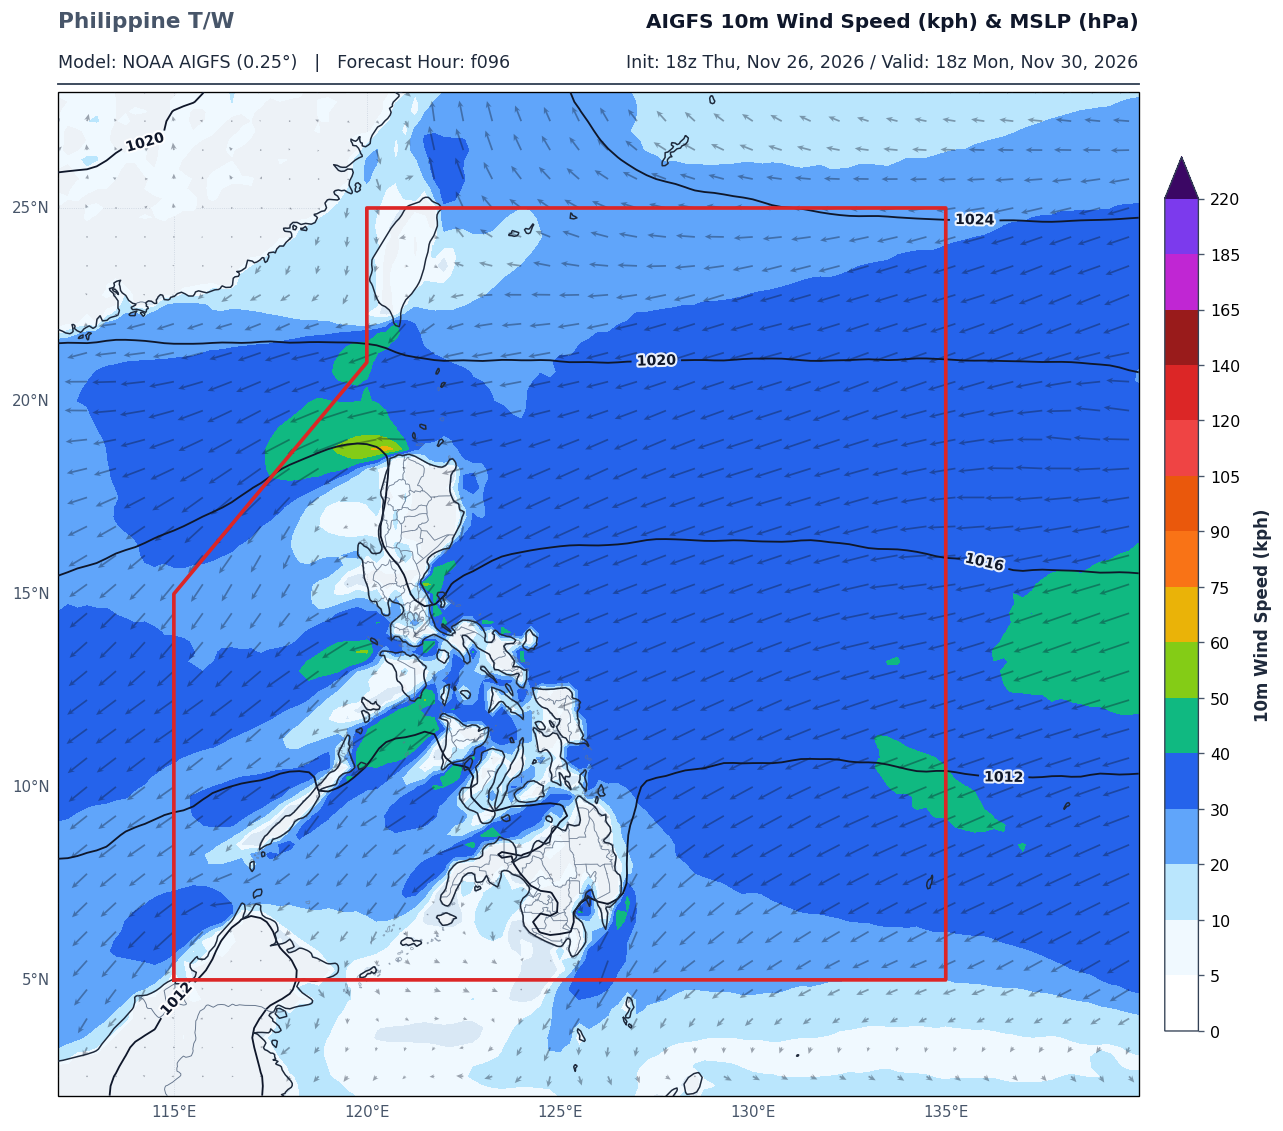 Philippine T/W
AIGFS 10m Wind Speed (kph) & MSLP (hPa)
Model: NOAA AIGFS (0.25°) | Forecast Hour: f096
Init: 18z Thu, Nov 26, 2026 / Valid: 18z Mon, Nov 30, 2026
1020
1024
1020
1016
1012
1012
25°N
20°N
15°N
10°N
5°N
115°E
120°E
125°E
130°E
135°E
220
185
165
140
120
105
90
75
60
50
40
30
20
10
5
0
10m Wind Speed (kph)